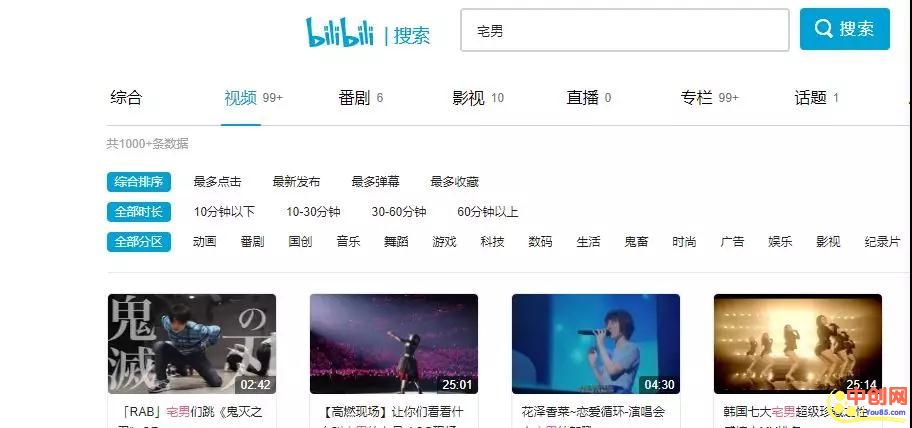 bilibili | 搜索 宅男 搜索
综合 视频 99+ 番剧 6 影视 10 直播 0 专栏 99+ 话题 1
共1000+条数据
综合排序 最多点击 最新发布 最多弹幕 最多收藏
全部时长 10分钟以下 10-30分钟 30-60分钟 60分钟以上
全部分区 动画 番剧 国创 音乐 舞蹈 游戏 科技 数码 生活 鬼畜 时尚 广告 娱乐 影视 纪录片
鬼滅の刃
02:42 25:01 04:30 25:14
「RAB」宅男们跳《鬼灭之
【高燃现场】让你们看看什
花泽香菜~恋爱循环-演唱会
韩国七大宅男超级珍藏之性
中创网
You85.com